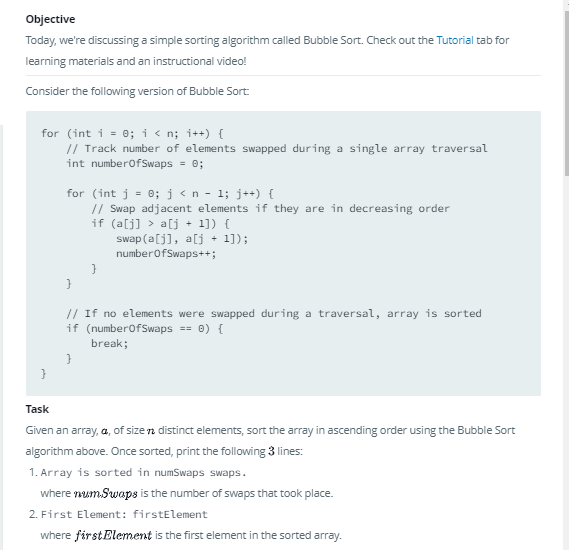 Objective
Today, we're discussing a simple sorting algorithm called Bubble Sort. Check out the Tutorial tab for
learning materials and an instructional video!
Consider the following version of Bubble Sort:
for (int i = 0; i < n; i++) {
    // Track number of elements swapped during a single array traversal
    int numberOfSwaps = 0;
    for (int j = 0; j < n - 1; j++) {
        // Swap adjacent elements if they are in decreasing order
        if (a[j] > a[j + 1]) {
            swap(a[j], a[j + 1]);
            numberOfSwaps++;
        }
    }
    // If no elements were swapped during a traversal, array is sorted
    if (numberOfSwaps == 0) {
        break;
    }
}
Task
Given an array, a, of size n distinct elements, sort the array in ascending order using the Bubble Sort
algorithm above. Once sorted, print the following 3 lines:
1. Array is sorted in numSwaps swaps.
where numSwaps is the number of swaps that took place.
2. First Element: firstElement
where firstElement is the first element in the sorted array.